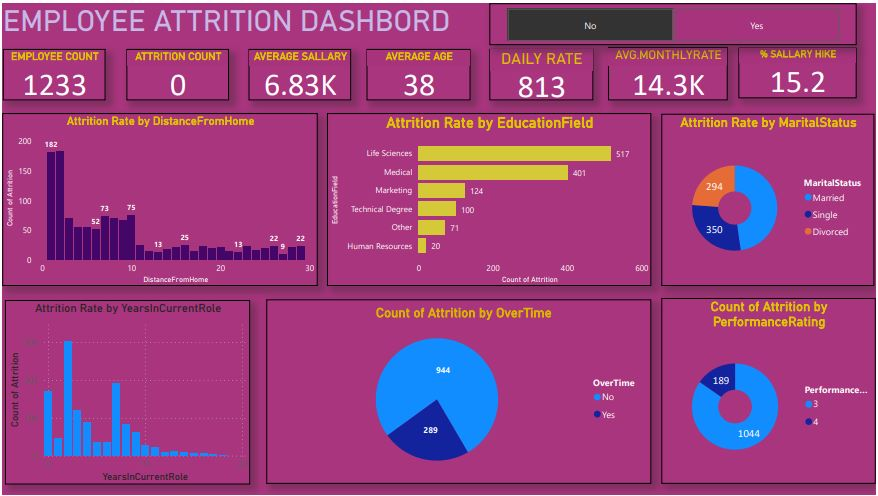 EMPLOYEE ATTRITION DASHBORD
No
Yes
EMPLOYEE COUNT
1233
ATTRITION COUNT
0
AVERAGE SALLARY
6.83K
AVERAGE AGE
38
DAILY RATE
813
AVG.MONTHLYRATE
14.3K
% SALLARY HIKE
15.2
Attrition Rate by DistanceFromHome
Count of Attrition
200
150
100
50
0
182
52
73
75
13
25
13
22
9
22
0
10
20
30
DistanceFromHome
Attrition Rate by EducationField
EducationField
Life Sciences
517
Medical
401
Marketing
124
Technical Degree
100
Other
71
Human Resources
20
0
200
400
600
Count of Attrition
Attrition Rate by MaritalStatus
294
350
MaritalStatus
Married
Single
Divorced
Attrition Rate by YearsInCurrentRole
Count of Attrition
YearsInCurrentRole
Count of Attrition by OverTime
944
289
OverTime
No
Yes
Count of Attrition by
PerformanceRating
189
1044
Performance...
3
4